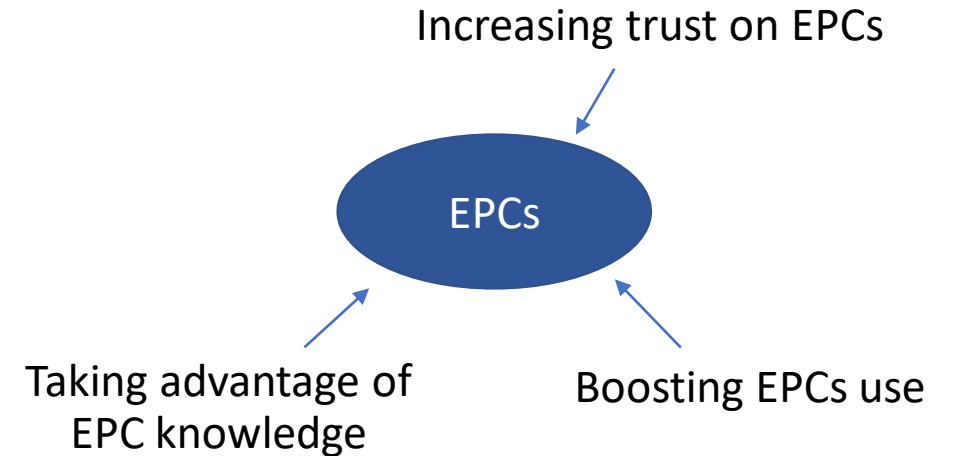 Increasing trust on EPCs
EPCs
Taking advantage of
EPC knowledge
Boosting EPCs use